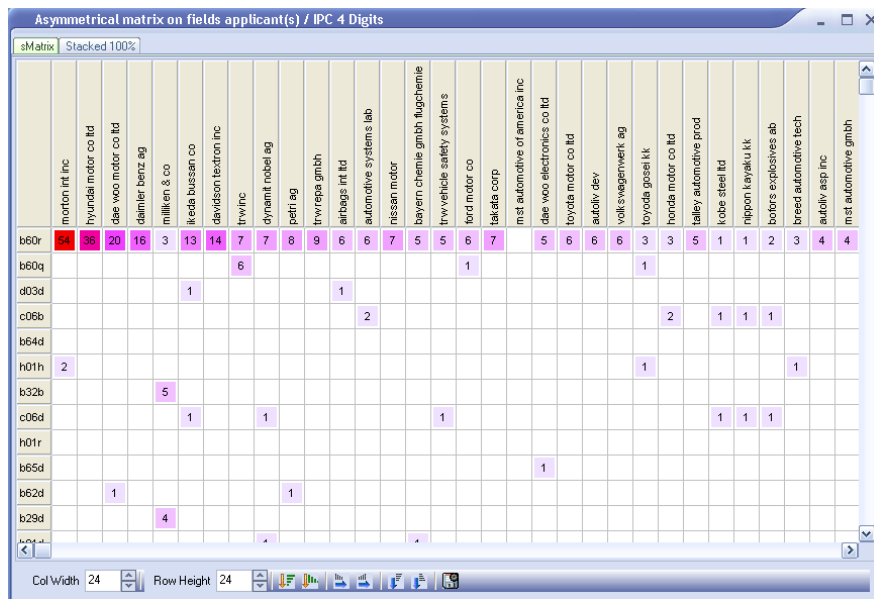 Asymmetrical matrix on fields applicant(s) / IPC 4 Digits
sMatrix Stacked 100%
morton int inc
hyundai motor co ltd
dae woo motor co ltd
daimler benz ag
milliken & co
ikeda bussan co
davidson textron inc
trw inc
dynamit nobel ag
petri ag
trw repa gmbh
airbags int ltd
automotive systems lab
nissan motor
bayern chemie gmbh flugchemie
trw vehicle safety systems
ford motor co
takata corp
mst automotive of america inc
dae woo electronics co ltd
toyota motor co ltd
autoliv dev
volkswagenwerk ag
toyoda gosei kk
honda motor co ltd
talley automotive prod
kobe steel ltd
nippon kayaku kk
bofors explosives ab
breed automotive tech
autoliv asp inc
mst automotive gmbh
b60r 54 36 20 16 3 13 14 7 7 8 9 6 6 7 5 5 6 7 5 6 6 6 3 3 5 1 1 2 3 4 4
b60q 6 1 1
d03d 1 1
c06b 2 2 1 1 1
b64d
h01h 2 1 1
b32b 5
c06d 1 1 1 1 1 1
h01r
b65d 1
b62d 1 1
b29d 4
Col Width 24 Row Height 24